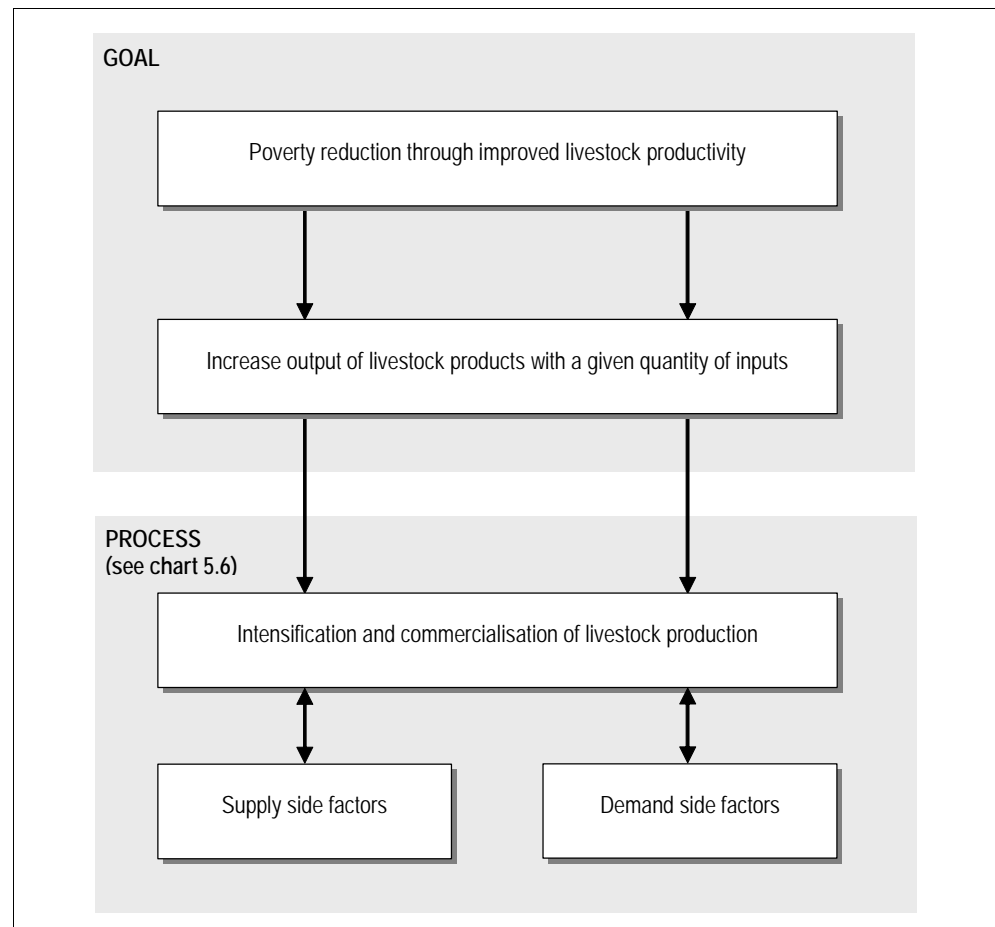 GOAL
Poverty reduction through improved livestock productivity
Increase output of livestock products with a given quantity of inputs
PROCESS
(see chart 5.6)
Intensification and commercialisation of livestock production
Supply side factors
Demand side factors